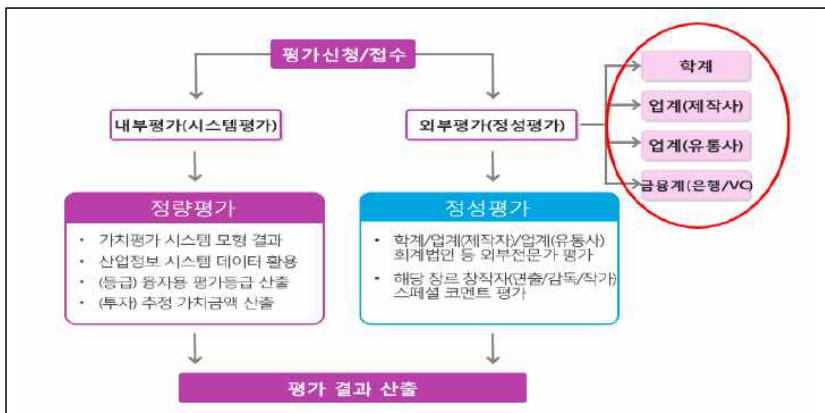 평가신청/접수
내부평가(시스템평가)
외부평가(정성평가)
학계
업계(제작사)
업계(유통사)
금융계(은행/VC)
정량평가
• 가치평가 시스템 모형 결과
• 산업정보 시스템 데이터 활용
• (등급) 융자용 평가등급 산출
• (투자) 추정 가치금액 산출
정성평가
• 학계/업계(제작자)/업계(유통사)
회계법인 등 외부전문가 평가
• 해당 장르 창작자(연출/감독/작가)
스페셜 코멘트 평가
평가 결과 산출